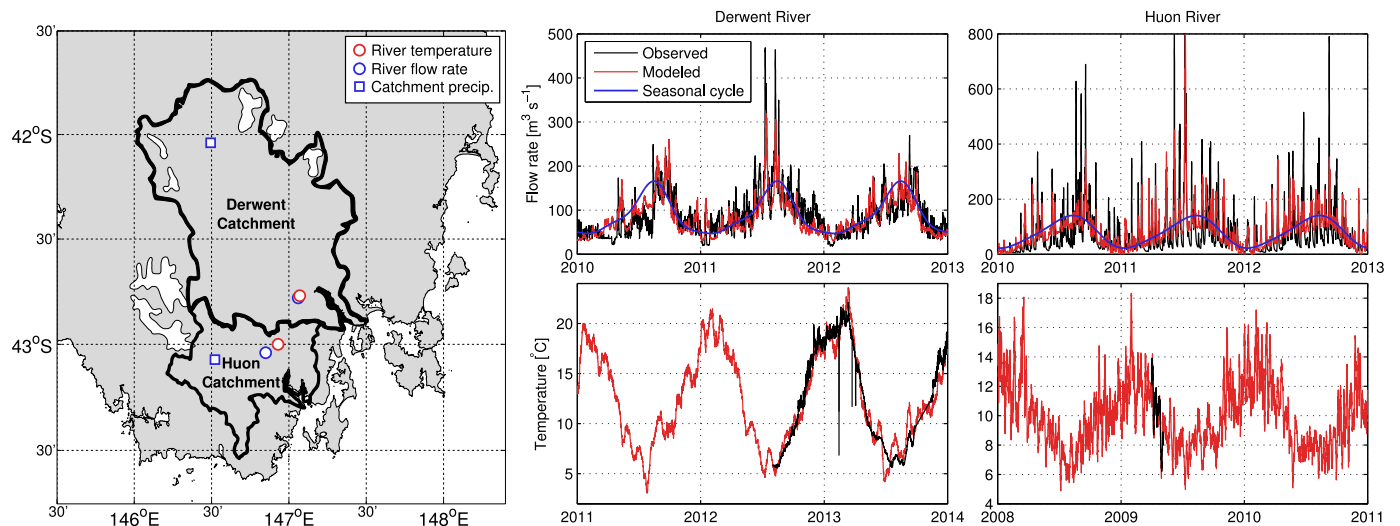 30'
42°S
30'
43°S
30'
30'
146°E
30'
147°E
30'
148°E
River temperature
River flow rate
Catchment precip.
Derwent
Catchment
Huon
Catchment
Derwent River
Flow rate [m³ s⁻¹]
500
400
300
200
100
0
2010
2011
2012
2013
Observed
Modeled
Seasonal cycle
Huon River
800
600
400
200
0
2010
2011
2012
2013
Temperature [°C]
20
15
10
5
2011
2012
2013
2014
18
16
14
12
10
8
6
4
2008
2009
2010
2011